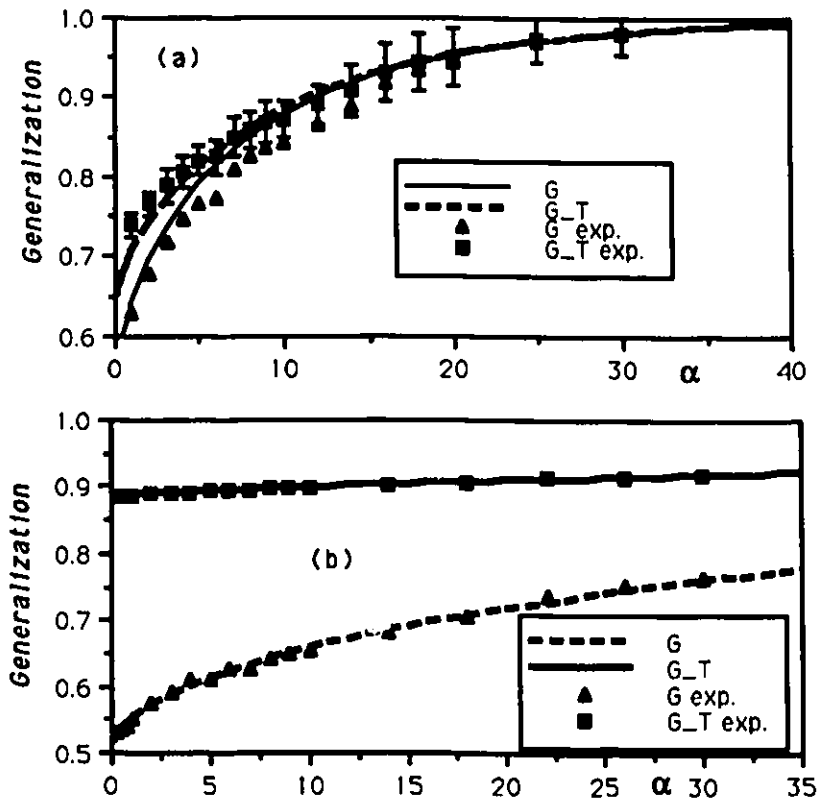 1.0
0.9
0.8
0.7
0.6
Generalization
(a)
G
G_T
G exp.
G_T exp.
0 10 20 30 α 40
1.0
0.9
0.8
0.7
0.6
0.5
Generalization
(b)
G
G_T
G exp.
G_T exp.
0 5 10 15 20 25 α 30 35